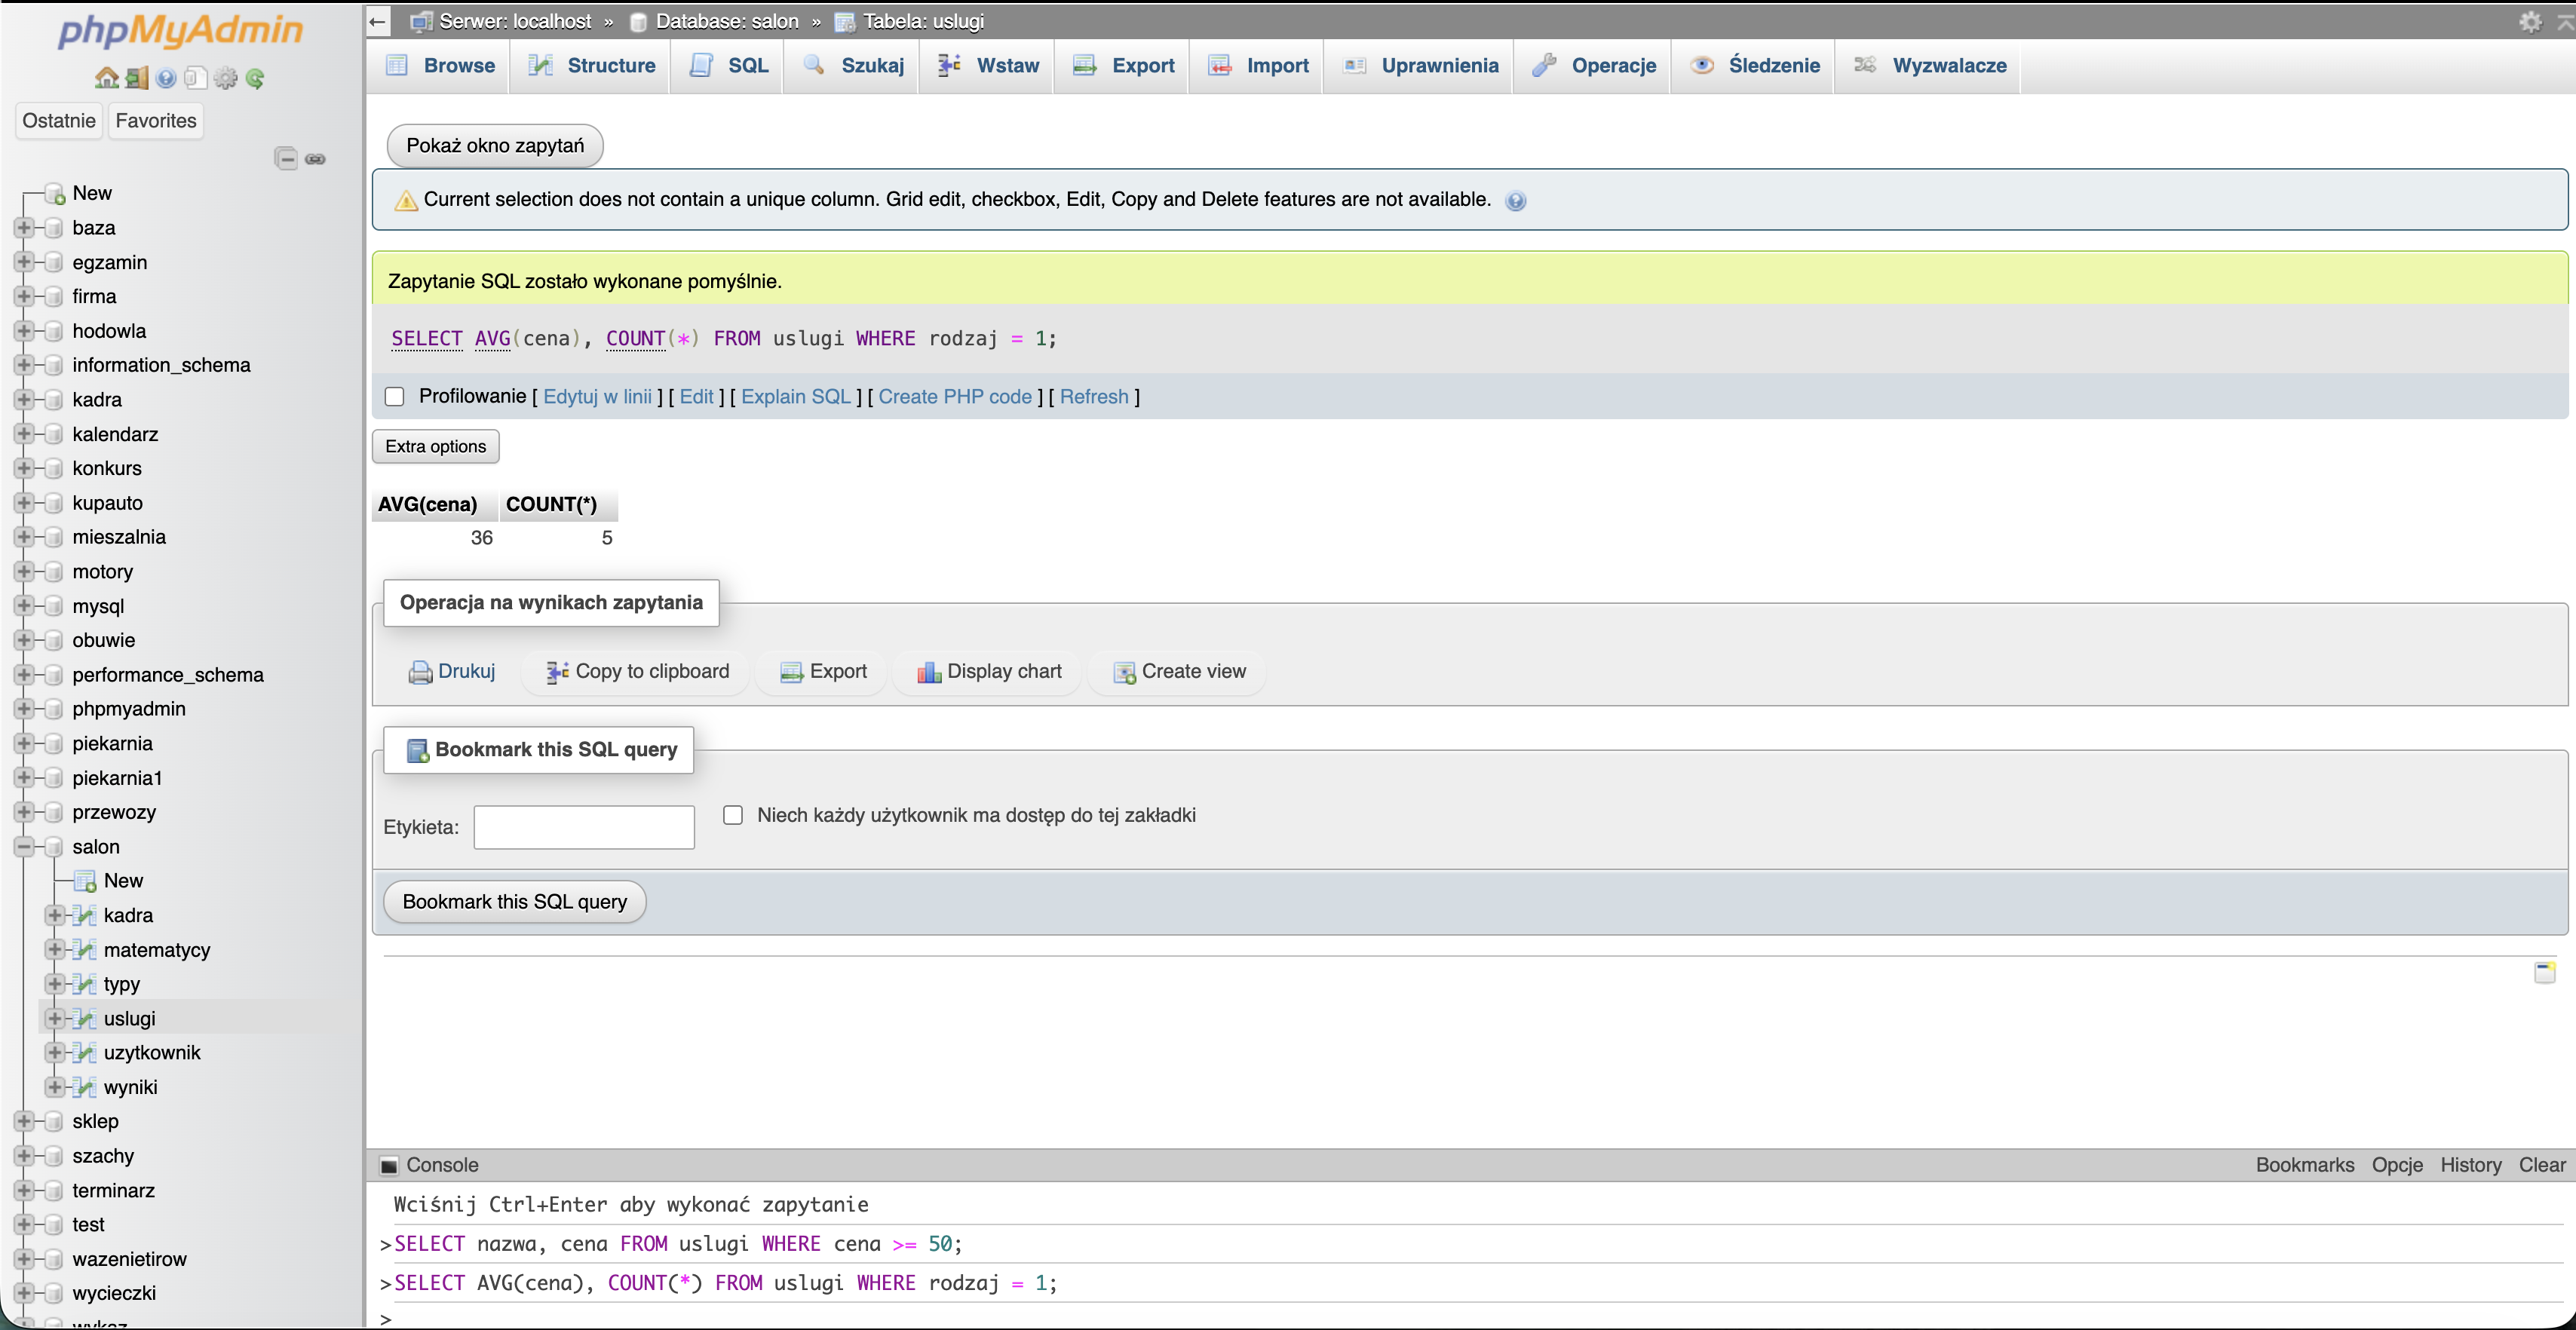 phpMyAdmin
Ostatnie Favorites
New
baza
egzamin
firma
hodowla
information_schema
kadra
kalendarz
konkurs
kupauto
mieszalnia
motory
mysql
obuwie
performance_schema
phpmyadmin
piekarnia
piekarnia1
przewozy
salon
New
kadra
matematycy
typy
uslugi
uzytkownik
wyniki
sklep
szachy
terminarz
test
wazenietirow
wycieczki
wykaz
Serwer: localhost » Database: salon » Tabela: uslugi
Browse Structure SQL Szukaj Wstaw Export Import Uprawnienia Operacje Śledzenie Wyzwalacze
Pokaż okno zapytań
Current selection does not contain a unique column. Grid edit, checkbox, Edit, Copy and Delete features are not available.
Zapytanie SQL zostało wykonane pomyślnie.
SELECT AVG(cena), COUNT(*) FROM uslugi WHERE rodzaj = 1;
Profilowanie [ Edytuj w linii ] [ Edit ] [ Explain SQL ] [ Create PHP code ] [ Refresh ]
Extra options
AVG(cena) COUNT(*)
36 5
Operacja na wynikach zapytania
Drukuj Copy to clipboard Export Display chart Create view
Bookmark this SQL query
Etykieta: Niech każdy użytkownik ma dostęp do tej zakładki
Bookmark this SQL query
Console Bookmarks Opcje History Clear
Wciśnij Ctrl+Enter aby wykonać zapytanie
>SELECT nazwa, cena FROM uslugi WHERE cena >= 50;
>SELECT AVG(cena), COUNT(*) FROM uslugi WHERE rodzaj = 1;
>